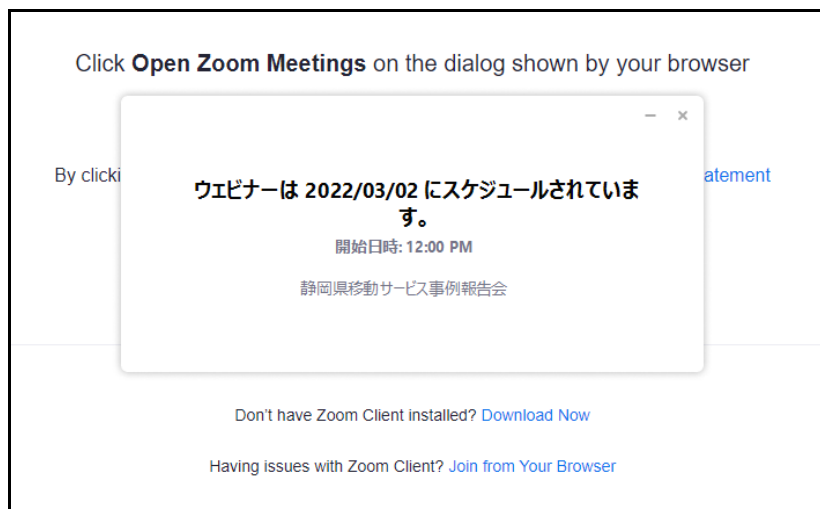 Click Open Zoom Meetings on the dialog shown by your browser
− ×
By clicki
atement
ウェビナーは 2022/03/02 にスケジュールされていま
す。
開始日時: 12:00 PM
静岡県移動サービス事例報告会
Don't have Zoom Client installed? Download Now
Having issues with Zoom Client? Join from Your Browser